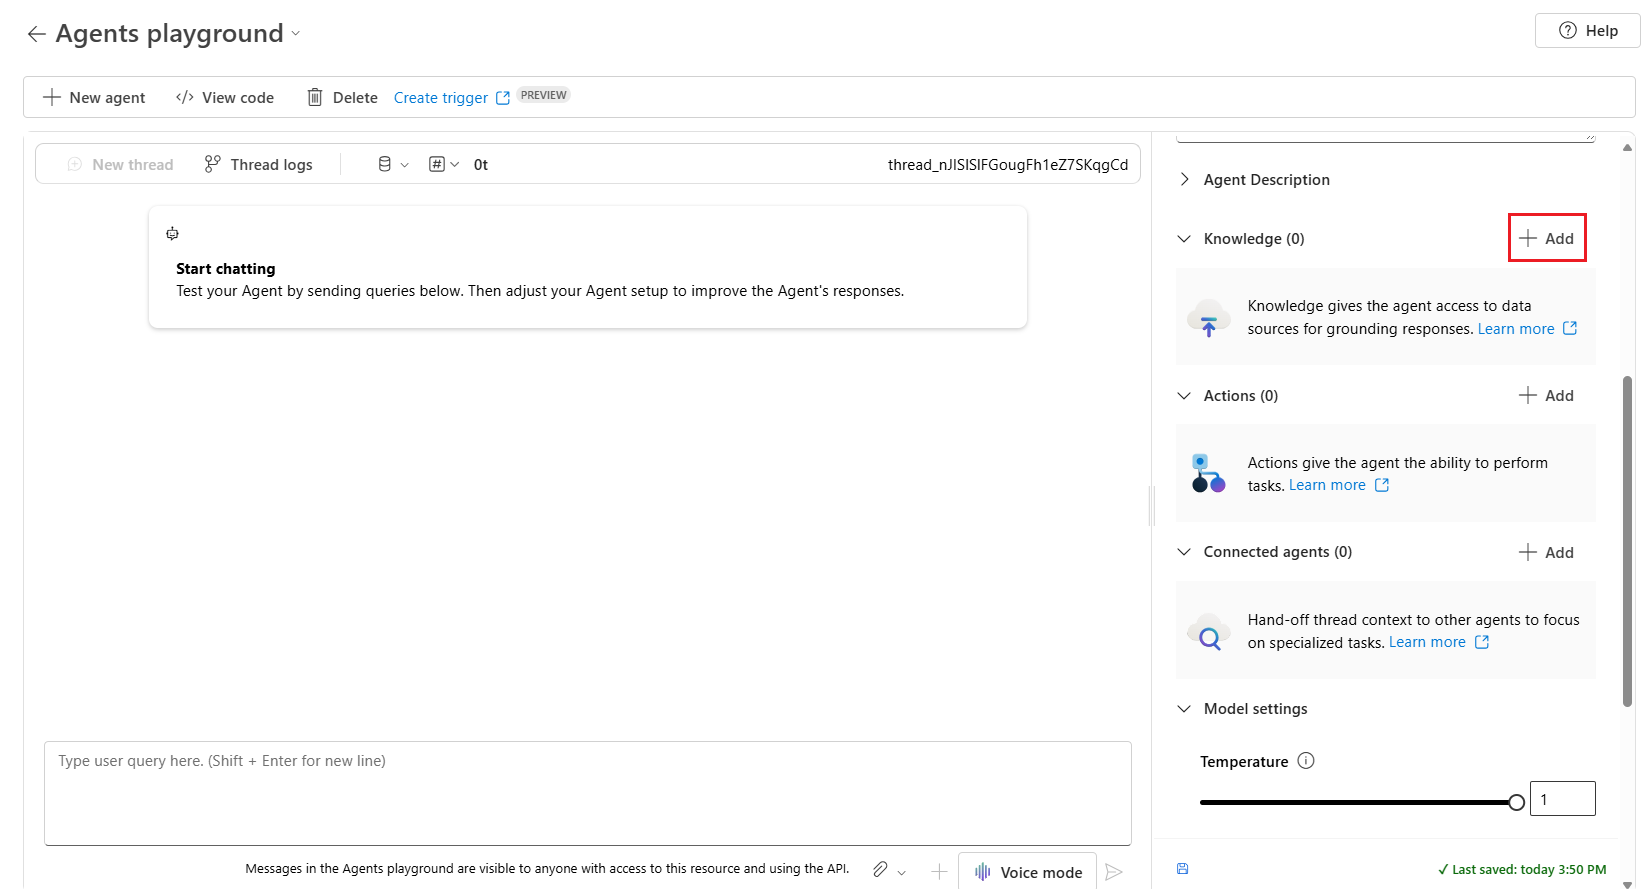 Agents playground
Help
New agent
View code
Delete
Create trigger
PREVIEW
New thread
Thread logs
0t
thread_nJISISIFGougFh1eZ7SKqgCd
Start chatting
Test your Agent by sending queries below. Then adjust your Agent setup to improve the Agent's responses.
Type user query here. (Shift + Enter for new line)
Messages in the Agents playground are visible to anyone with access to this resource and using the API.
Voice mode
Agent Description
Knowledge (0)
Add
Knowledge gives the agent access to data
sources for grounding responses. Learn more
Actions (0)
Add
Actions give the agent the ability to perform
tasks. Learn more
Connected agents (0)
Add
Hand-off thread context to other agents to focus
on specialized tasks. Learn more
Model settings
Temperature
1
Last saved: today 3:50 PM